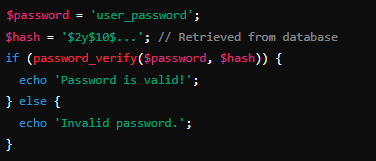 $password = 'user_password';
$hash = '$2y$10$...'; // Retrieved from database
if (password_verify($password, $hash)) {
  echo 'Password is valid!';
} else {
  echo 'Invalid password.';
}